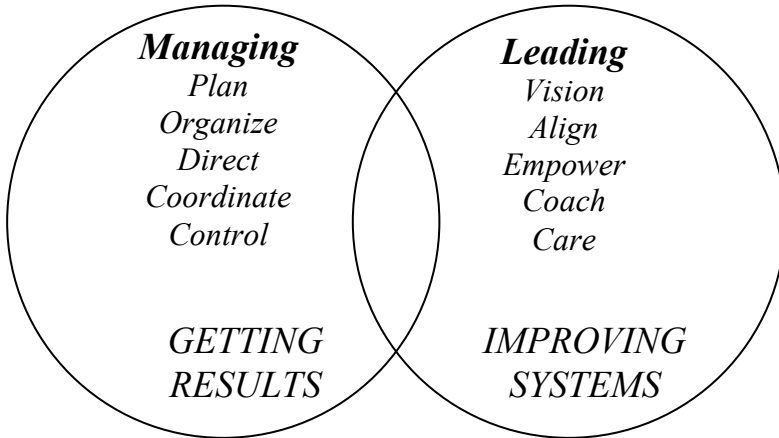 Managing
Plan
Organize
Direct
Coordinate
Control
GETTING
RESULTS
Leading
Vision
Align
Empower
Coach
Care
IMPROVING
SYSTEMS